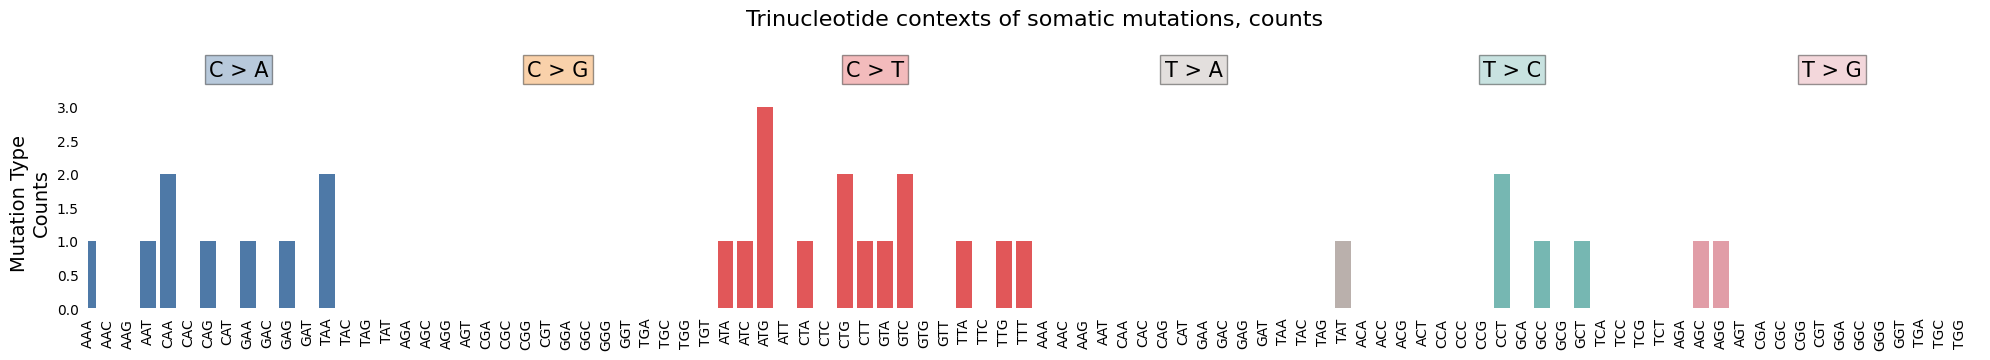 Trinucleotide contexts of somatic mutations, counts
C > A C > G C > T T > A T > C T > G
Mutation Type
Counts
3.0
2.5
2.0
1.5
1.0
0.5
0.0
AAA AAC AAG AAT CAA CAC CAG CAT GAA GAC GAG GAT TAA TAC TAG TAT AGA AGC AGG AGT CGA CGC CGG CGT GGA GGC GGG GGT TGA TGC TGG TGT ATA ATC ATG ATT CTA CTC CTG CTT GTA GTC GTG GTT TTA TTC TTG TTT AAA AAC AAG AAT CAA CAC CAG CAT GAA GAC GAG GAT TAA TAC TAG TAT ACA ACC ACG ACT CCA CCC CCG CCT GCA GCC GCG GCT TCA TCC TCG TCT AGA AGC AGG AGT CGA CGC CGG CGT GGA GGC GGG GGT TGA TGC TGG